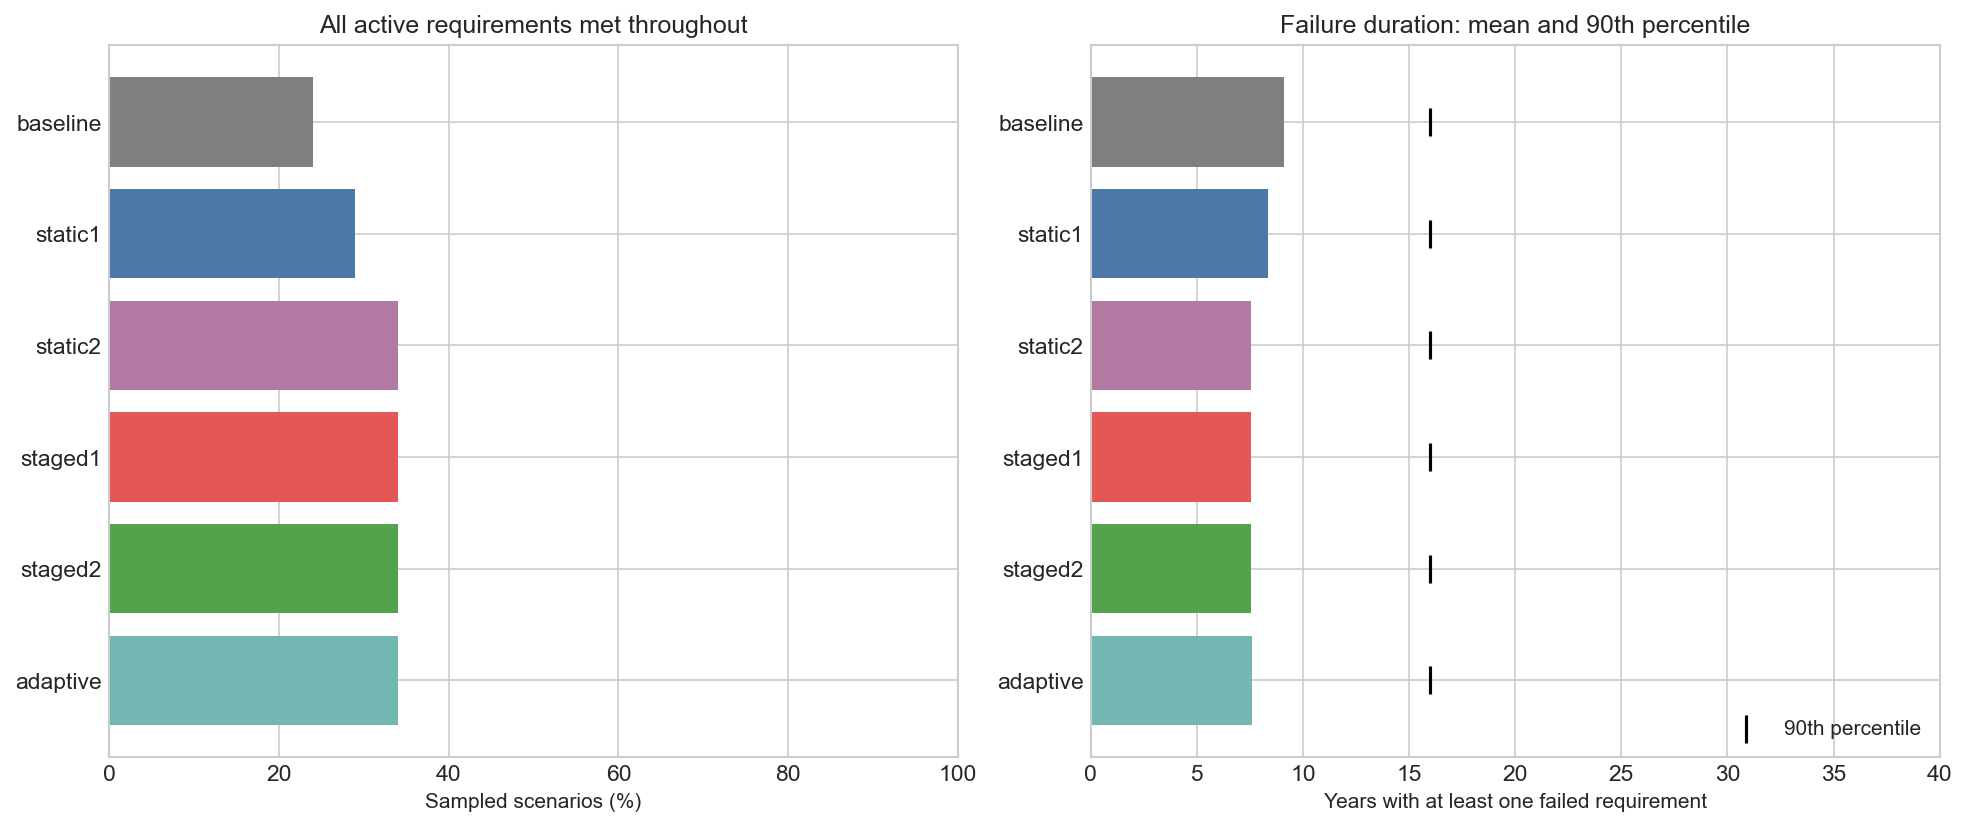 All active requirements met throughout
baseline
static1
static2
staged1
staged2
adaptive
0 20 40 60 80 100
Sampled scenarios (%)
Failure duration: mean and 90th percentile
baseline
static1
static2
staged1
staged2
adaptive
90th percentile
0 5 10 15 20 25 30 35 40
Years with at least one failed requirement